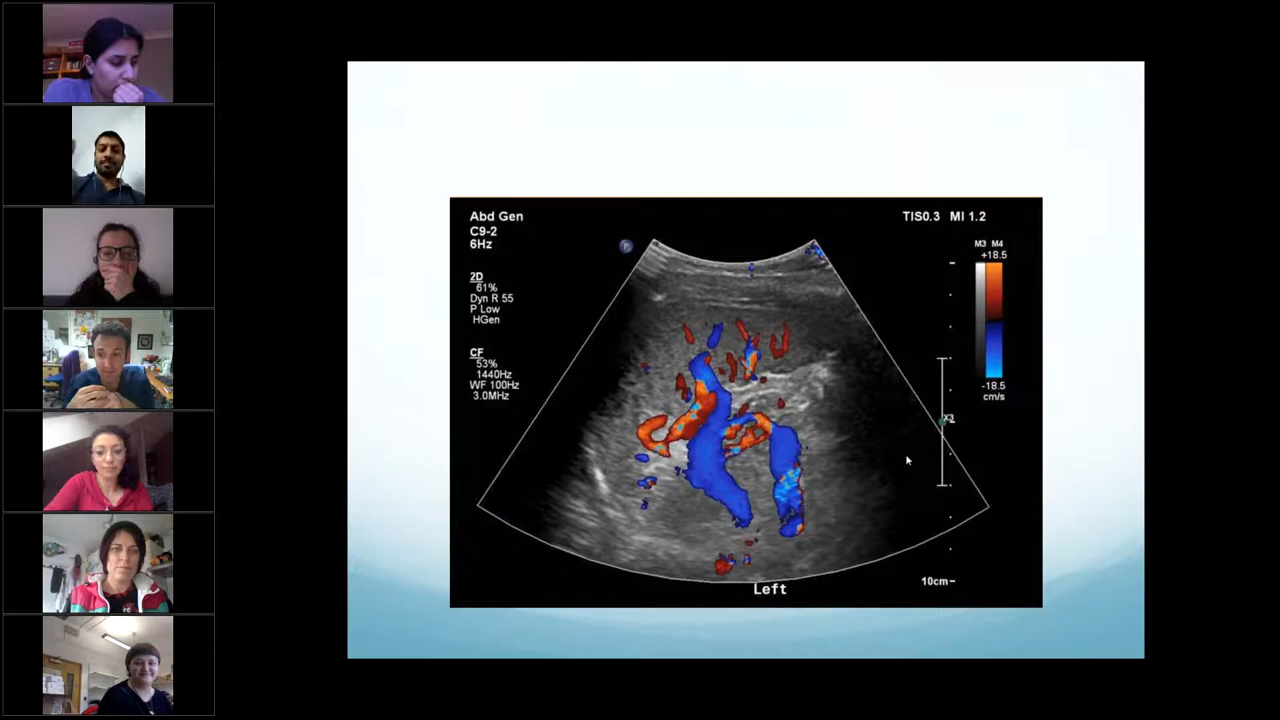 Abd Gen
C9-2
6Hz
2D
61%
Dyn R 55
P Low
HGen
CF
53%
1440Hz
WF 100Hz
3.0MHz
TIS0.3 MI 1.2
M3 M4
+18.5
-18.5
cm/s
X3
10cm
P
Left